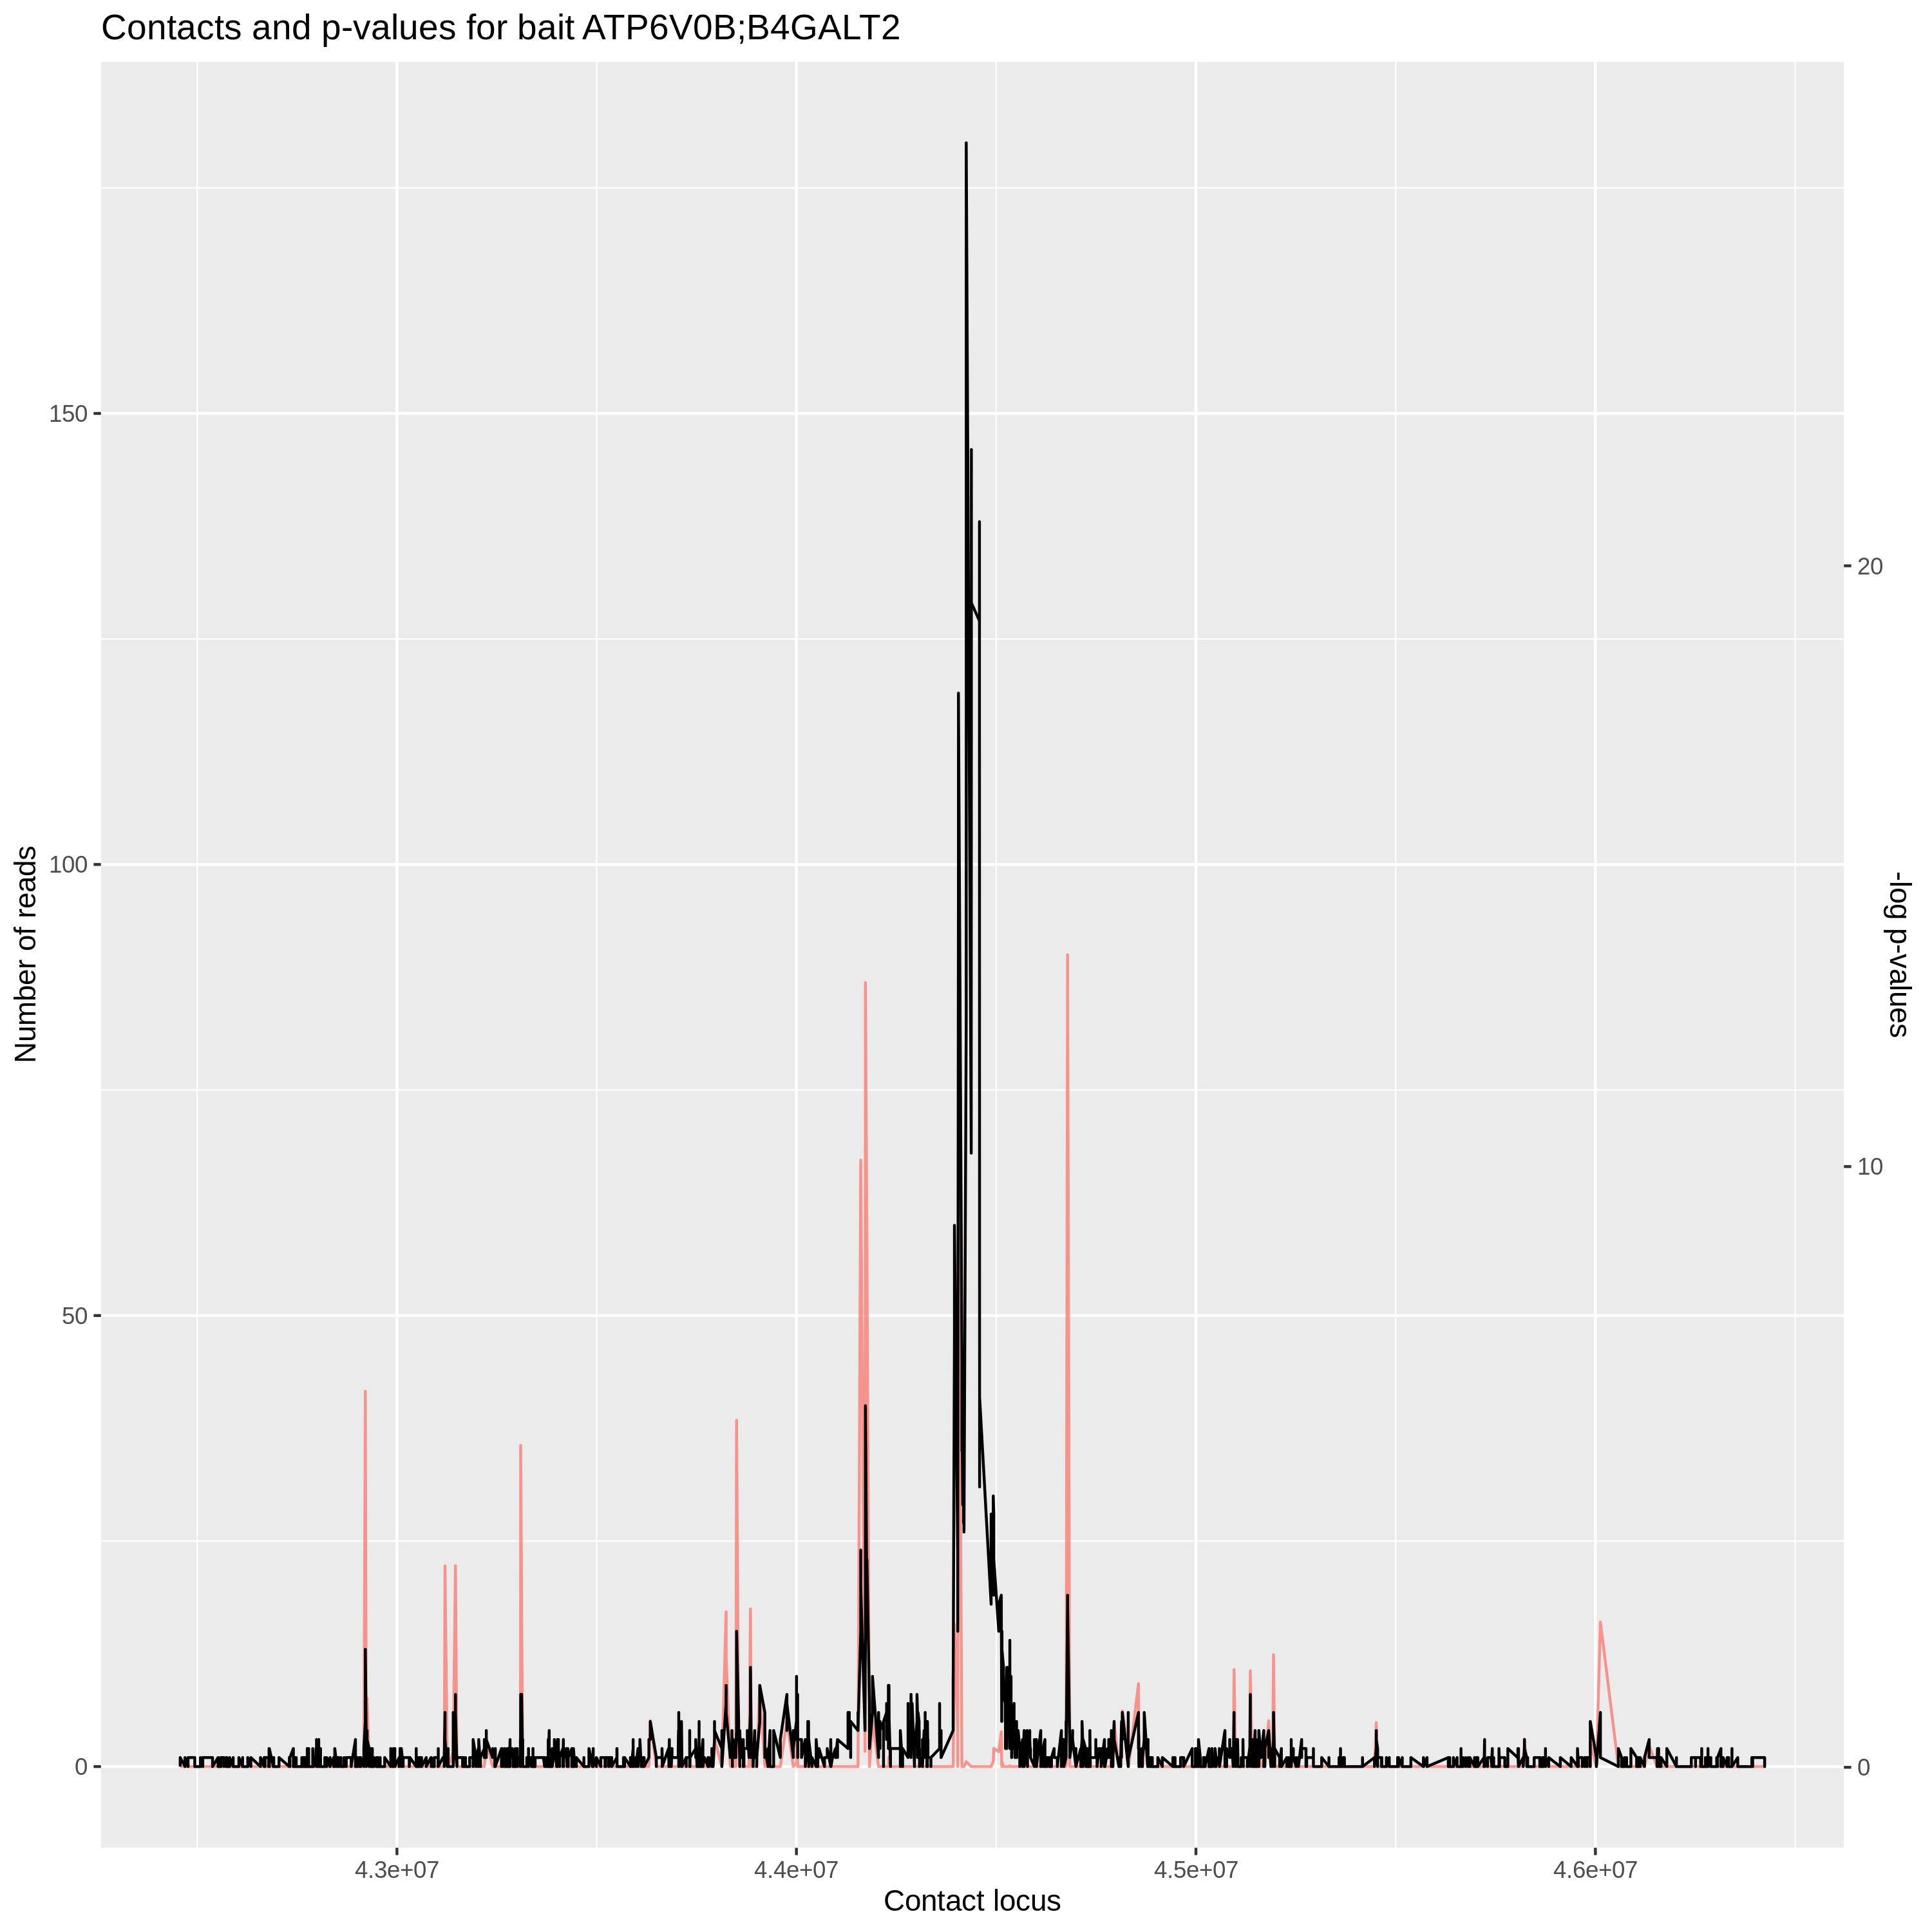 Contacts and p-values for bait ATP6V0B;B4GALT2
Number of reads
150
100
50
0
20
10
0
-log p-values
4.3e+07
4.4e+07
4.5e+07
4.6e+07
Contact locus